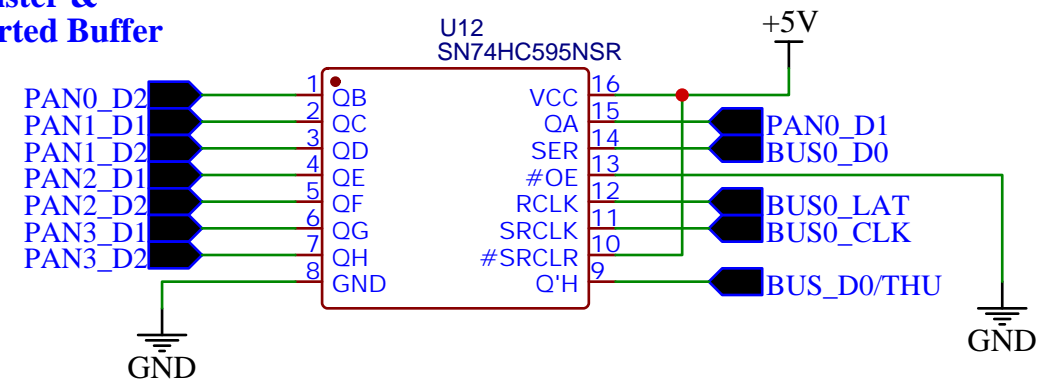 & 
Buffer
U12
SN74HC595NSR
+5V
PAN0_D2 1 QB
PAN1_D1 2 QC
PAN1_D2 3 QD
PAN2_D1 4 QE
PAN2_D2 5 QF
PAN3_D1 6 QG
PAN3_D2 7 QH
8 GND
GND
VCC 16
QA 15 PAN0_D1
SER 14 BUS0_D0
#OE 13
RCLK 12 BUS0_LAT
SRCLK 11 BUS0_CLK
#SRCLR 10
Q'H 9 BUS_D0/THU
GND